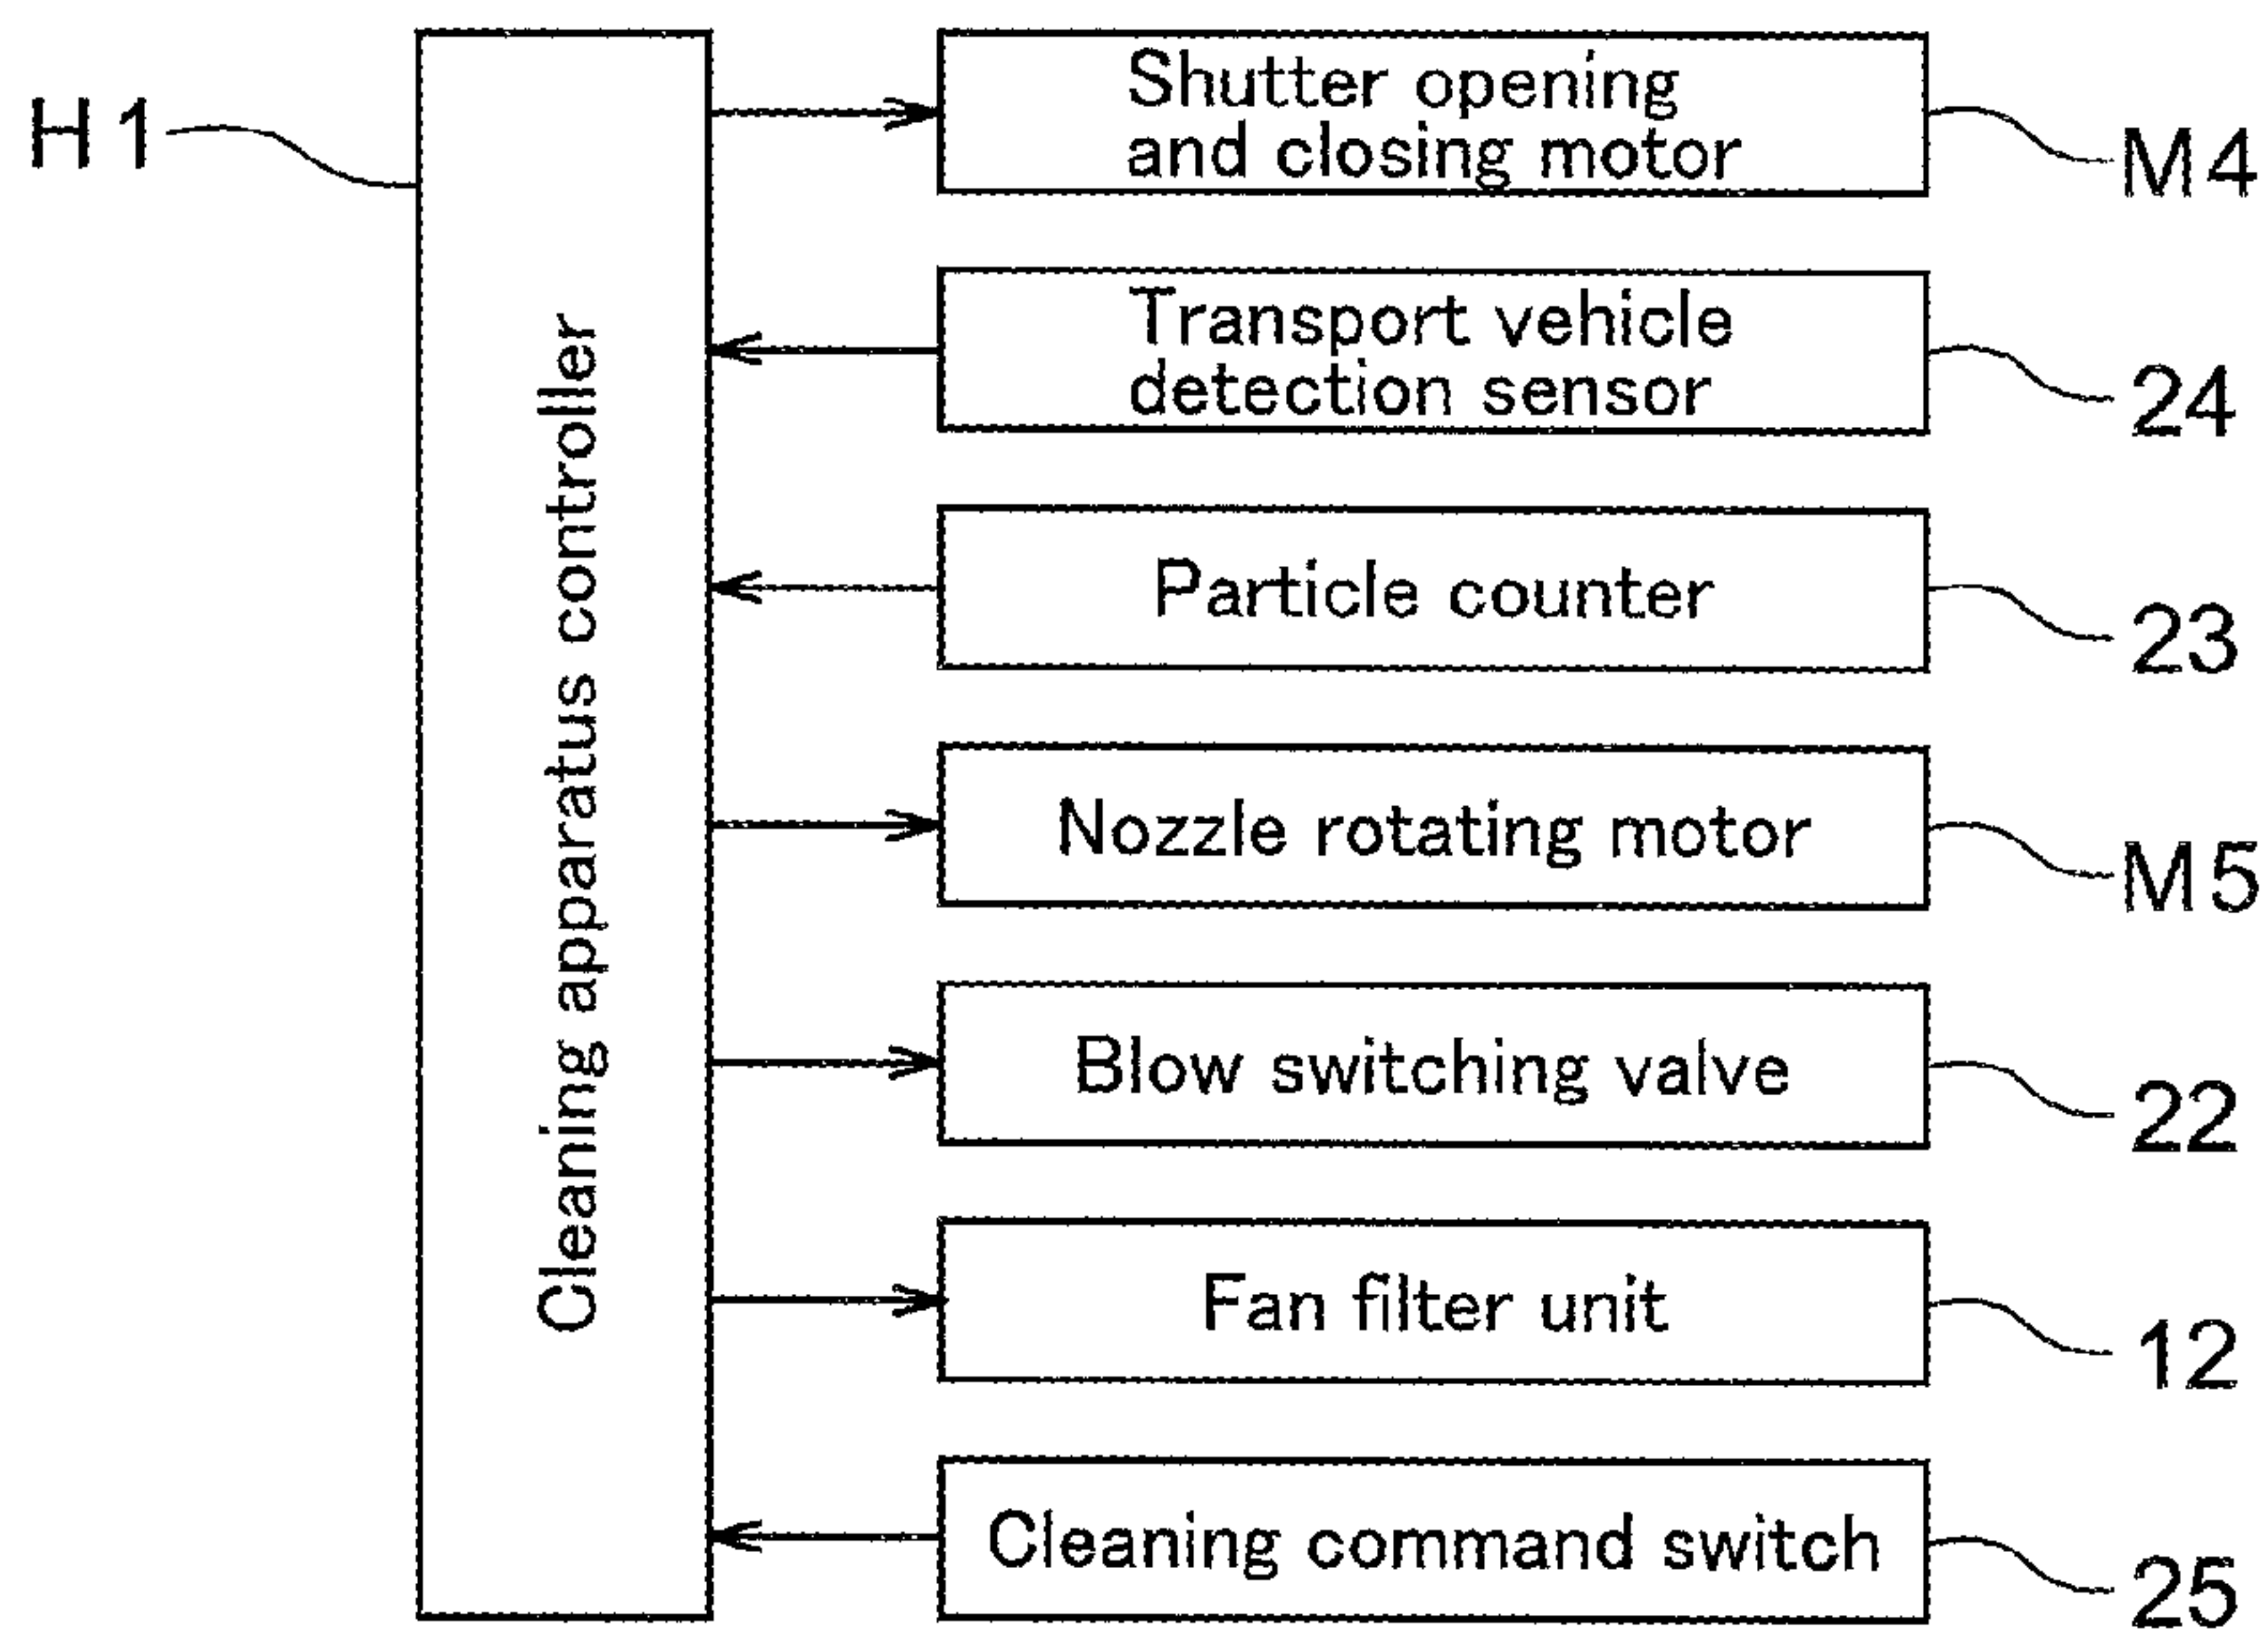 H1
Cleaning apparatus controller
Shutter opening
and closing motor
M4
Transport vehicle
detection sensor
24
Particle counter
23
Nozzle rotating motor
M5
Blow switching valve
22
Fan filter unit
12
Cleaning command switch
25